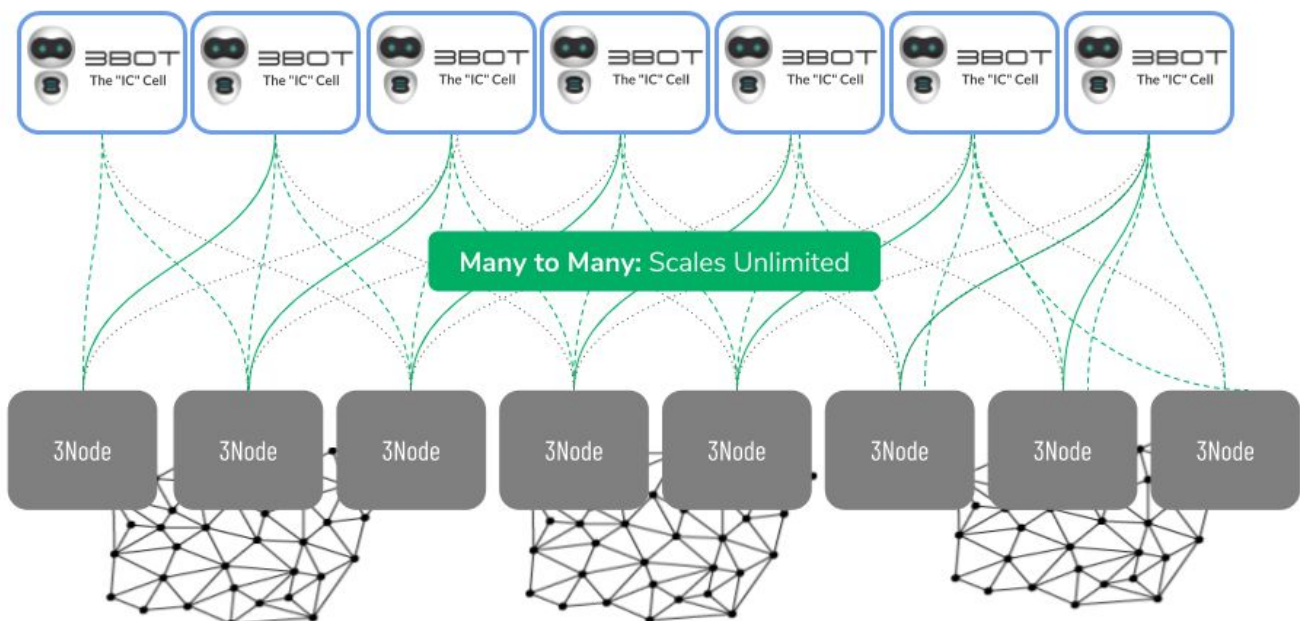 3BOT
The "IC" Cell
3BOT
The "IC" Cell
3BOT
The "IC" Cell
3BOT
The "IC" Cell
3BOT
The "IC" Cell
3BOT
The "IC" Cell
3BOT
The "IC" Cell
Many to Many: Scales Unlimited
3Node
3Node
3Node
3Node
3Node
3Node
3Node
3Node